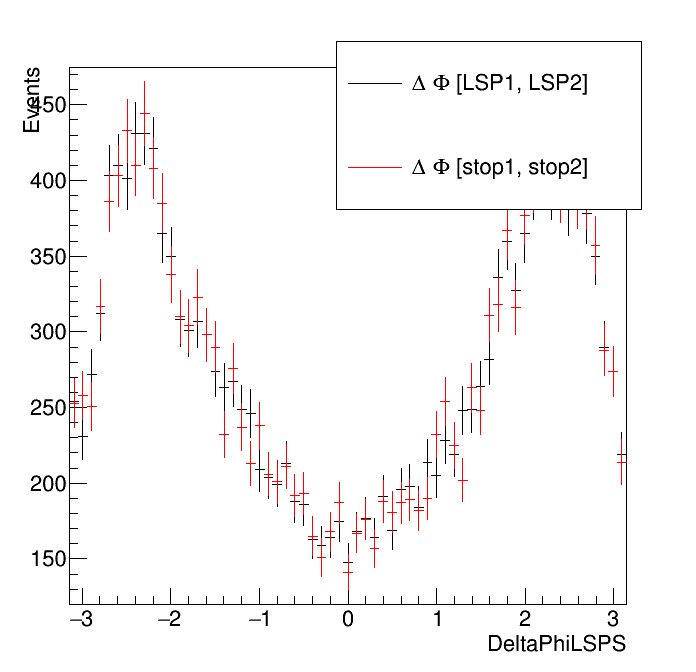 Events
Δ Φ [LSP1, LSP2]
Δ Φ [stop1, stop2]
450
400
350
300
250
200
150
−3 −2 −1 0 1 2 3
DeltaPhiLSPS